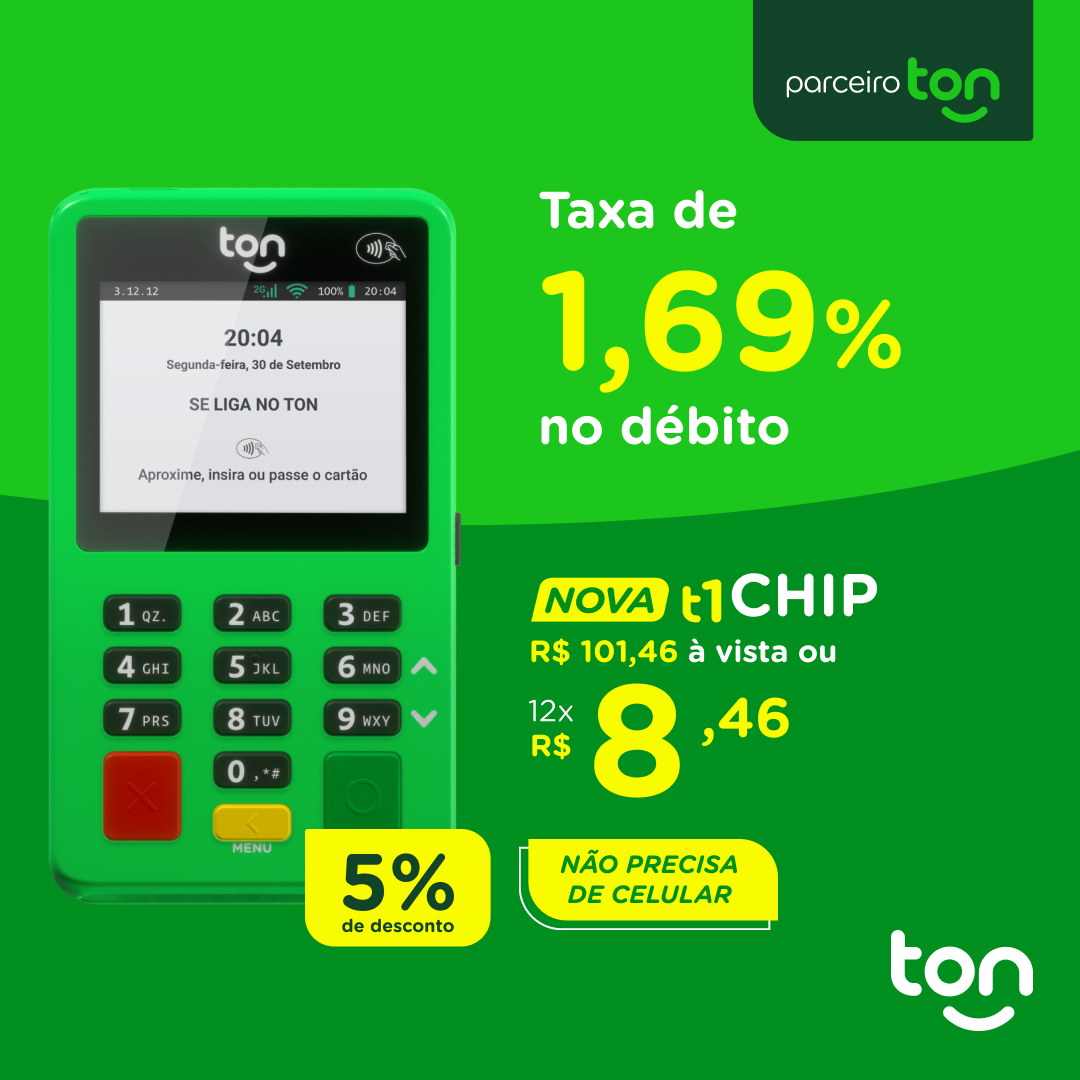 parceiro ton
Taxa de
1,69%
no débito
ton
3.12.12 2G 100% 20:04
20:04
Segunda-feira, 30 de Setembro
SE LIGA NO TON
Aproxime, insira ou passe o cartão
1 QZ. 2 ABC 3 DEF
4 GHI 5 JKL 6 MNO
7 PRS 8 TUV 9 WXY
0 ,*#
MENU
NOVA t1CHIP
R$ 101,46 à vista ou
12x
R$ 8,46
5%
de desconto
NÃO PRECISA
DE CELULAR
ton